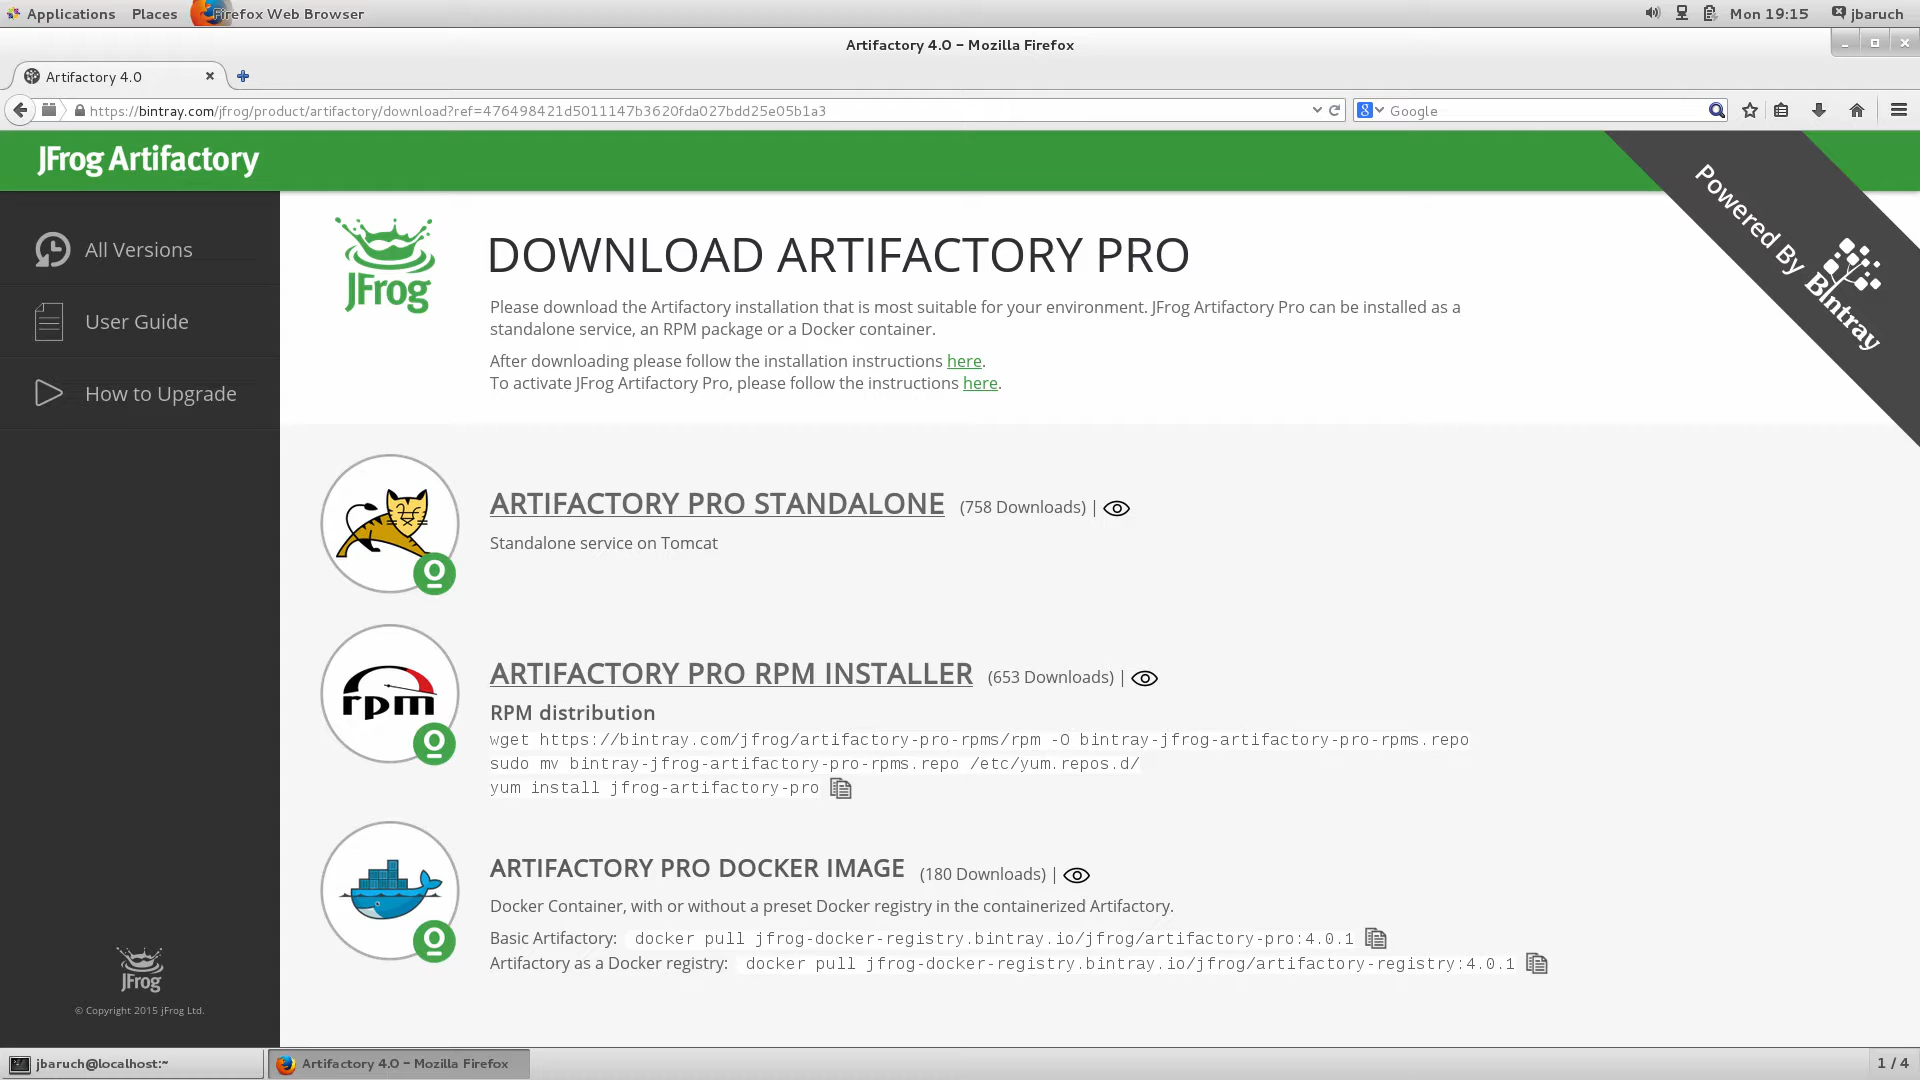 Applications Places Firefox Web Browser Mon 19:15 jbaruch
Artifactory 4.0 - Mozilla Firefox
Artifactory 4.0
https://bintray.com/jfrog/product/artifactory/download?ref=476498421d5011147b3620fda027bdd25e05b1a3 Google
JFrog Artifactory
Powered By Bintray
All Versions
User Guide
How to Upgrade
JFrog
DOWNLOAD ARTIFACTORY PRO
Please download the Artifactory installation that is most suitable for your environment. JFrog Artifactory Pro can be installed as a
standalone service, an RPM package or a Docker container.
After downloading please follow the installation instructions here.
To activate JFrog Artifactory Pro, please follow the instructions here.
ARTIFACTORY PRO STANDALONE (758 Downloads) |
Standalone service on Tomcat
rpm
ARTIFACTORY PRO RPM INSTALLER (653 Downloads) |
RPM distribution
wget https://bintray.com/jfrog/artifactory-pro-rpms/rpm -O bintray-jfrog-artifactory-pro-rpms.repo
sudo mv bintray-jfrog-artifactory-pro-rpms.repo /etc/yum.repos.d/
yum install jfrog-artifactory-pro
ARTIFACTORY PRO DOCKER IMAGE (180 Downloads) |
Docker Container, with or without a preset Docker registry in the containerized Artifactory.
Basic Artifactory: docker pull jfrog-docker-registry.bintray.io/jfrog/artifactory-pro:4.0.1
Artifactory as a Docker registry: docker pull jfrog-docker-registry.bintray.io/jfrog/artifactory-registry:4.0.1
JFrog
© Copyright 2015 jFrog Ltd.
jbaruch@localhost:~ Artifactory 4.0 - Mozilla Firefox 1 / 4